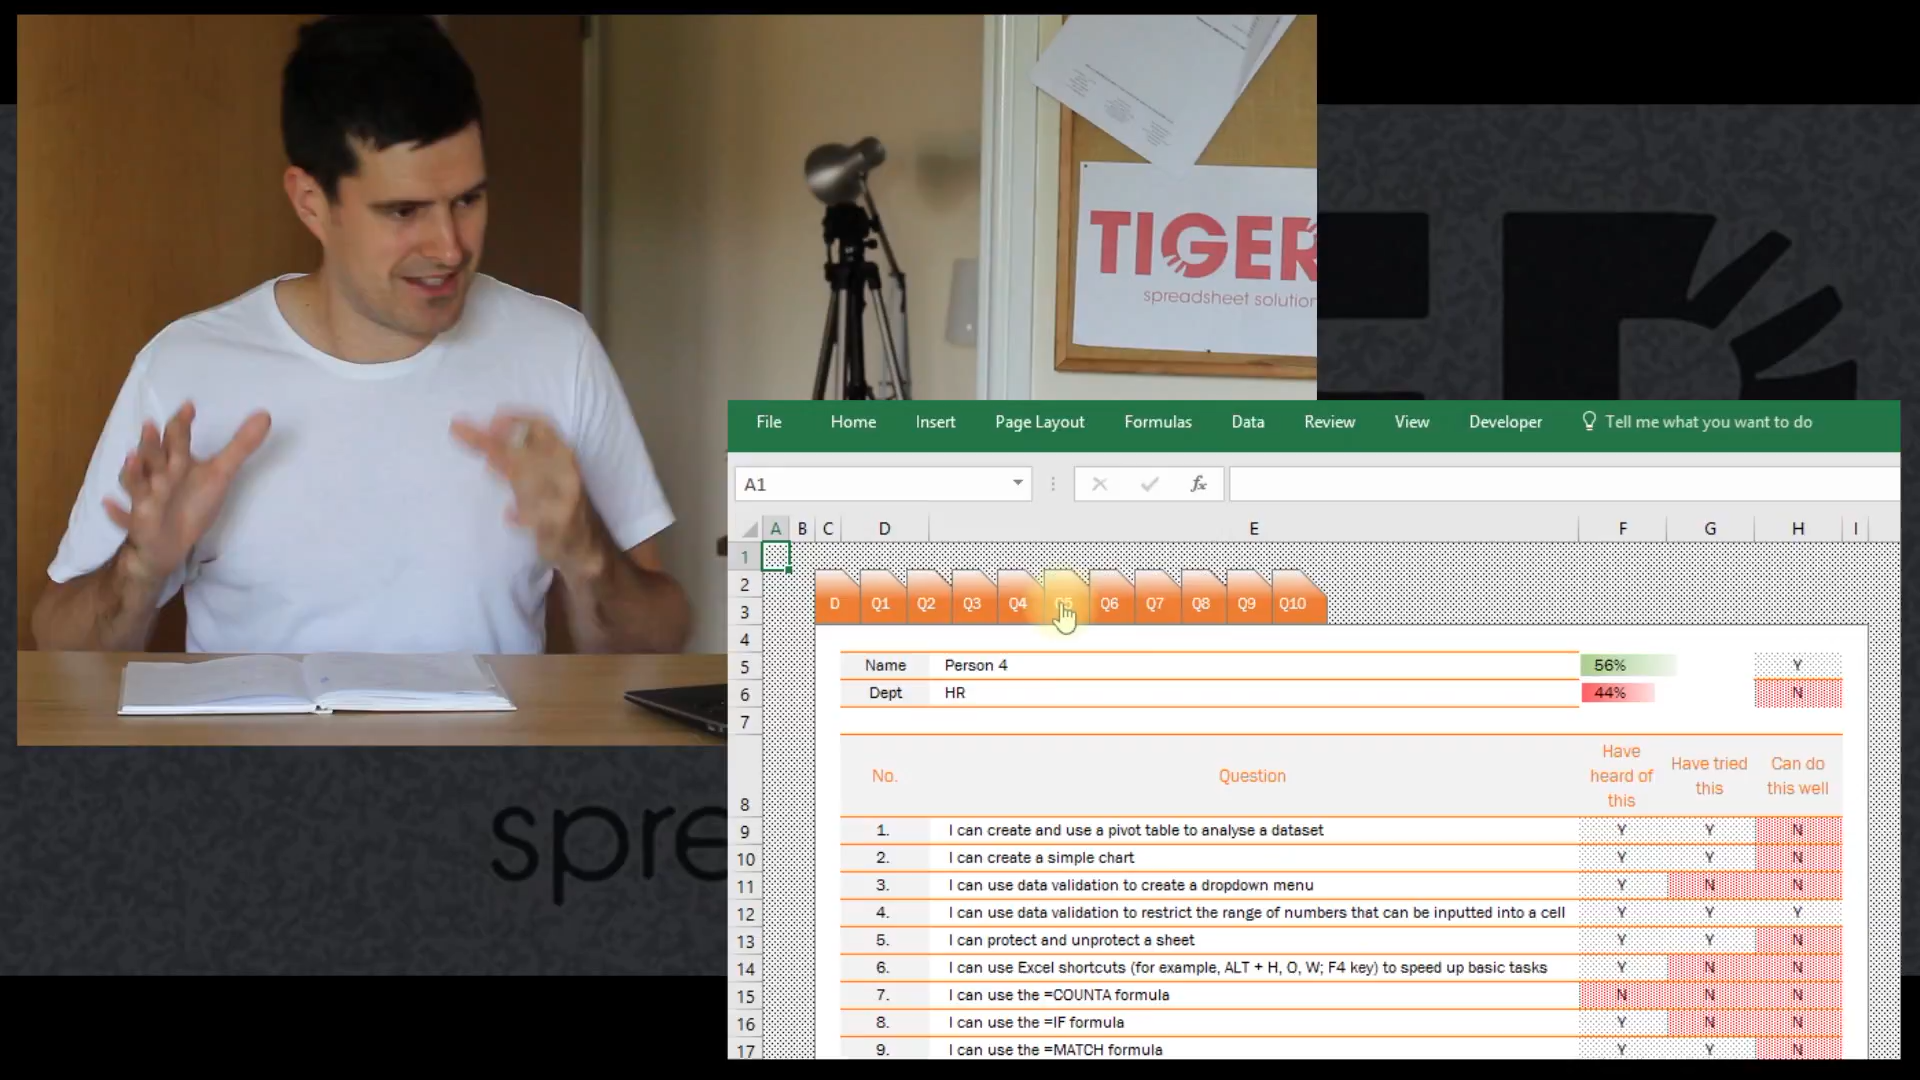 TIGER
spreadsheet solution
File Home Insert Page Layout Formulas Data Review View Developer Tell me what you want to do
A1 fx
A B C D E F G H I
1
2
3
D Q1 Q2 Q3 Q4 Q5 Q6 Q7 Q8 Q9 Q10
4
5 Name Person 4 56% Y
6 Dept HR 44% N
7
8 No. Question Have heard of this Have tried this Can do this well
9 1. I can create and use a pivot table to analyse a dataset Y Y N
10 2. I can create a simple chart Y Y N
11 3. I can use data validation to create a dropdown menu Y N N
12 4. I can use data validation to restrict the range of numbers that can be inputted into a cell Y Y Y
13 5. I can protect and unprotect a sheet Y Y N
14 6. I can use Excel shortcuts (for example, ALT + H, O, W; F4 key) to speed up basic tasks Y N N
15 7. I can use the =COUNTA formula N N N
16 8. I can use the =IF formula Y N N
17 9. I can use the =MATCH formula Y Y N
spre